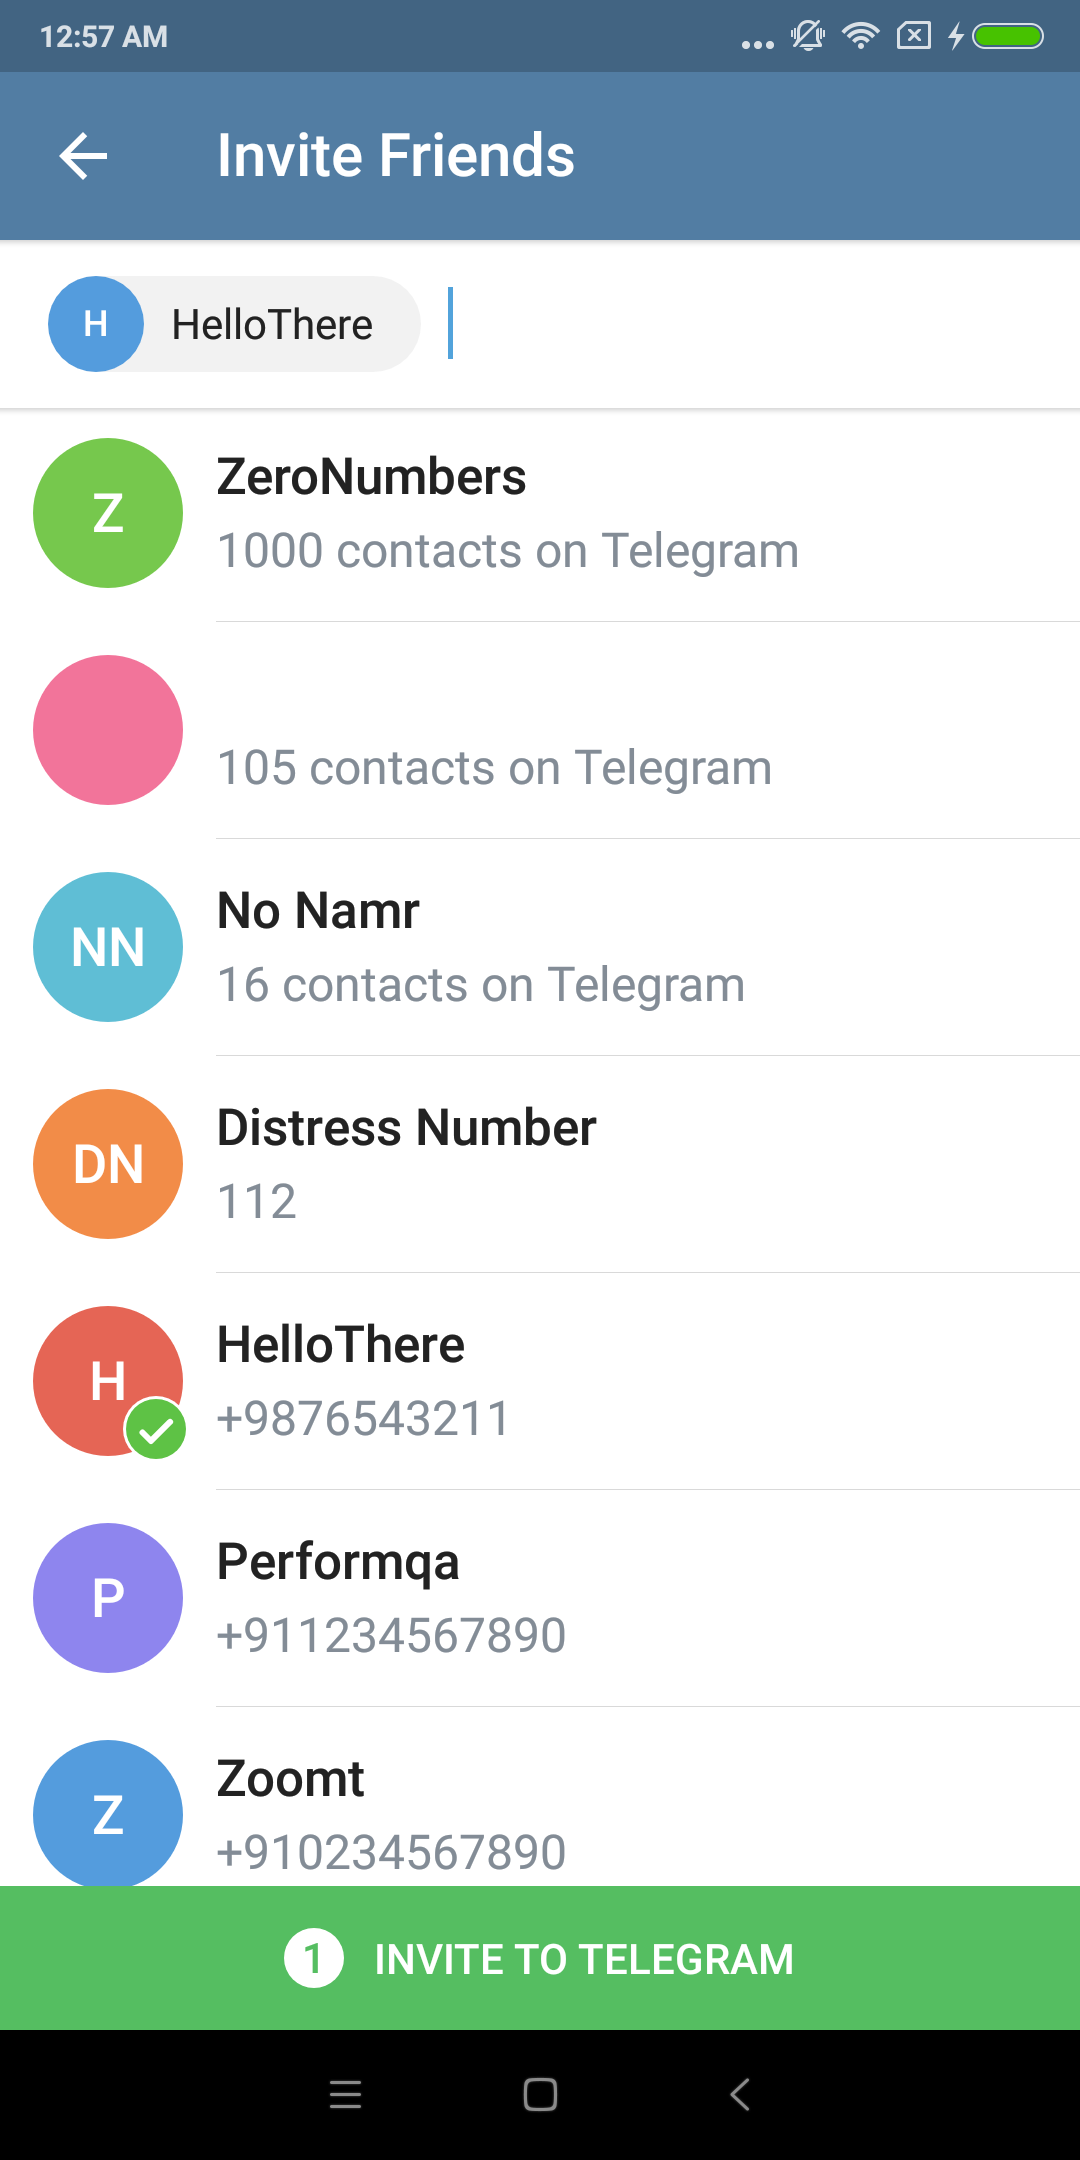 12:57 AM
Invite Friends
H HelloThere
Z
ZeroNumbers
1000 contacts on Telegram
105 contacts on Telegram
NN
No Namr
16 contacts on Telegram
DN
Distress Number
112
H
HelloThere
+9876543211
P
Performqa
+911234567890
Z
Zoomt
+910234567890
1 INVITE TO TELEGRAM